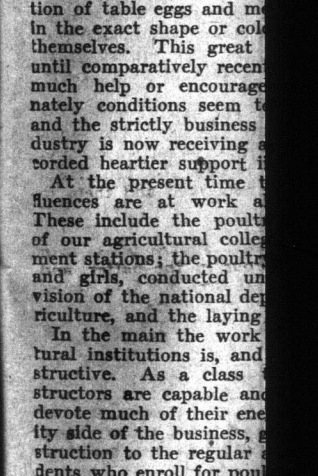 tion of table eggs and m
in the exact shape or col
themselves. This great
until comparatively recen
much help or encourage
nately conditions seem t
and the strictly business
dustry is now receiving a
corded heartier support i
At the present time t
fluences are at work a
These include the poult
of our agricultural colleg
ment stations; the poultr
and girls, conducted un
vision of the national dep
riculture, and the laying
In the main the work
tural institutions is, and
structive. As a class
structors are capable and
devote much of their ene
ity side of the business, g
struction to the regular
dents who enroll for poul